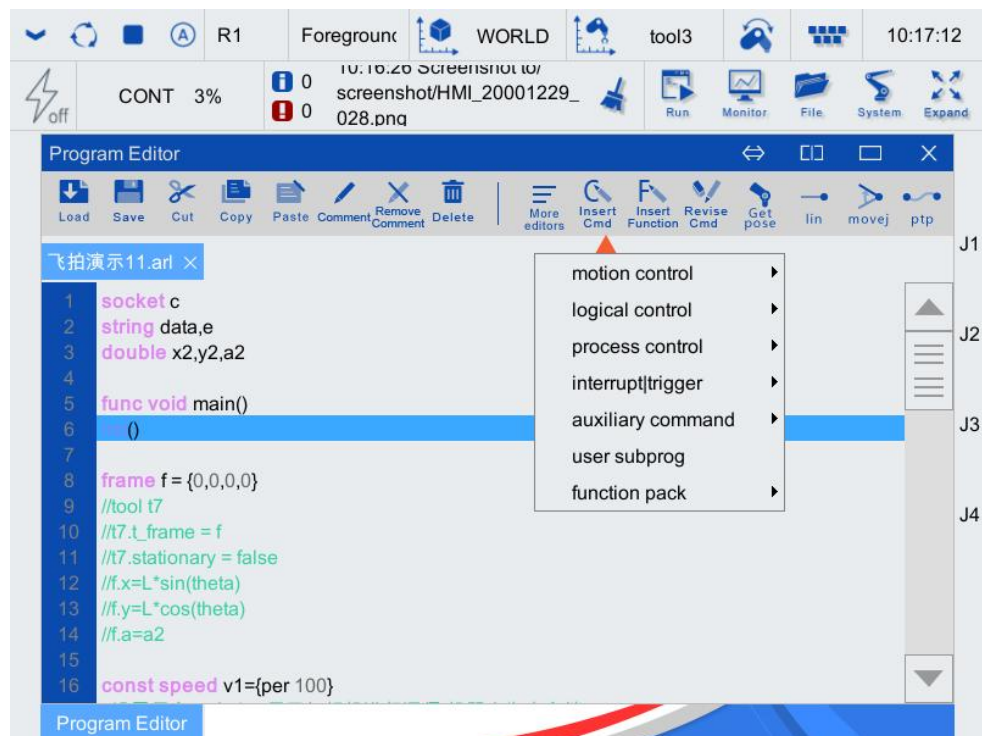 A R1 Foreground WORLD tool3 10:17:12
off CONT 3% i 0 ! 0
10:16:26 Screenshot to/
screenshot/HMI_20001229_
028.png
Run Monitor File System Expand
Program Editor
Load Save Cut Copy Paste Comment Remove Comment Delete More editors Insert Cmd Insert Function Revise Cmd Get pose lin movej ptp
J1
飞拍演示11.arl ×
motion control
logical control
process control
interrupt|trigger
auxiliary command
user subprog
function pack
1 socket c
2 string data,e
3 double x2,y2,a2
4
5 func void main()
6 ()
7
8 frame f = {0,0,0,0}
9 //tool t7
10 //t7.t_frame = f
11 //t7.stationary = false
12 //f.x=L*sin(theta)
13 //f.y=L*cos(theta)
14 //f.a=a2
15
16 const speed v1={per 100}
J2
J3
J4
Program Editor